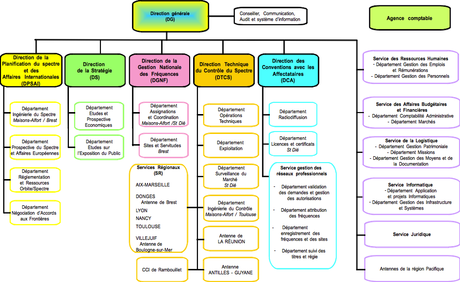 Direction générale
(DG)
Conseiller, Communication,
Audit et système d'information
Agence comptable
Direction de la
Planification du spectre
et des
Affaires Internationales
(DPSAI)
Direction
de la Stratégie
(DS)
Direction de
la Gestion Nationale
des Fréquences
(DGNF)
Direction Technique
du Contrôle du Spectre
(DTCS)
Direction des
Conventions avec les
Affectataires
(DCA)
Département
Ingénierie du Spectre
Maisons-Alfort / Brest
Département
Prospective du Spectre
et Affaires Européennes
Département
Réglementation
et Ressources
Orbite/Spectre
Département
Négociation d'Accords
aux Frontières
Département
Etudes et
Prospective
Economiques
Département
Etudes sur
l'Exposition du Public
Département
Assignations
et Coordination
Maisons-Alfort /St Dié
Département
Sites et Servitudes
Brest
Services Régionaux
(SR)
AIX-MARSEILLE
DONGES
Antenne de Brest
LYON
NANCY
TOULOUSE
VILLEJUIF
Antenne de
Boulogne-sur-Mer
CCI de Rambouillet
Département
Opérations
Techniques
Département
Exploitation
Département
Surveillance du
Marché
St Dié
Département
Ingénierie du Contrôle
Maisons-Alfort / Toulouse
Antenne de
LA RÉUNION
Antenne
ANTILLES - GUYANE
Département
Radiodiffusion
Département
Licences et certificats
St Dié
Service gestion des
réseaux professionnels
- Département validation
des demandes et gestion
des autorisations
- Département attribution
des fréquences
- Département
enregistrement des
fréquences et des sites
- Département suivi des
titres et régie
Service des Ressources Humaines
- Département Gestion des Emplois
et Rémunérations
- Département Gestion des Personnels
Service des Affaires Budgétaires
et Financières
- Département Comptabilité Administrative
- Département Marchés
Service de la Logistique
- Département Gestion Patrimoniale
- Département Missions
- Département Gestion des Moyens et de
la Documentation
Service Informatique
- Département Application
et projets Informatiques
- Département Gestion des Infrastructure
et Systèmes
Service Juridique
Antennes de la région Pacifique